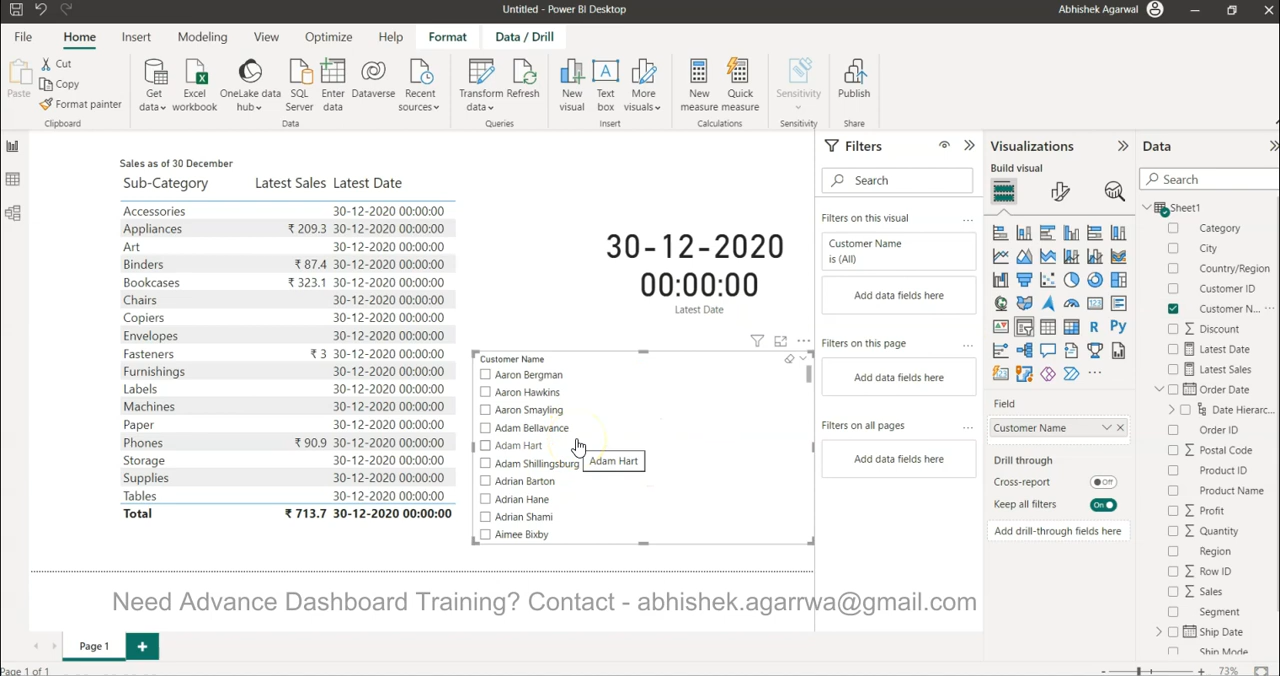 Untitled - Power BI Desktop
Abhishek Agarwal
File Home Insert Modeling View Optimize Help Format Data / Drill
Paste
Cut
Copy
Format painter
Clipboard
Get data
Excel workbook
OneLake data hub
SQL Server
Enter data
Dataverse
Recent sources
Data
Transform data
Refresh
Queries
New visual
Text box
More visuals
Insert
New measure
Quick measure
Calculations
Sensitivity
Sensitivity
Publish
Share
Sales as of 30 December
Sub-Category Latest Sales Latest Date
Accessories 30-12-2020 00:00:00
Appliances ₹ 209.3 30-12-2020 00:00:00
Art 30-12-2020 00:00:00
Binders ₹ 87.4 30-12-2020 00:00:00
Bookcases ₹ 323.1 30-12-2020 00:00:00
Chairs 30-12-2020 00:00:00
Copiers 30-12-2020 00:00:00
Envelopes 30-12-2020 00:00:00
Fasteners ₹ 3 30-12-2020 00:00:00
Furnishings 30-12-2020 00:00:00
Labels 30-12-2020 00:00:00
Machines 30-12-2020 00:00:00
Paper 30-12-2020 00:00:00
Phones ₹ 90.9 30-12-2020 00:00:00
Storage 30-12-2020 00:00:00
Supplies 30-12-2020 00:00:00
Tables 30-12-2020 00:00:00
Total ₹ 713.7 30-12-2020 00:00:00
30-12-2020
00:00:00
Latest Date
Customer Name
Aaron Bergman
Aaron Hawkins
Aaron Smayling
Adam Bellavance
Adam Hart
Adam Shillingsburg
Adam Hart
Adrian Barton
Adrian Hane
Adrian Shami
Aimee Bixby
Need Advance Dashboard Training? Contact - abhishek.agarrwa@gmail.com
Page 1
Page 1 of 1
73%
Filters
Search
Filters on this visual ...
Customer Name
is (All)
Add data fields here
Filters on this page ...
Add data fields here
Filters on all pages ...
Add data fields here
Visualizations
Build visual
R Py
...
Field
Customer Name
Drill through
Cross-report Off
Keep all filters On
Add drill-through fields here
Data
Search
Sheet1
Category
City
Country/Region
Customer ID
Customer N... ...
Discount
Latest Date
Latest Sales
Order Date
Date Hierarc...
Order ID
Postal Code
Product ID
Product Name
Profit
Quantity
Region
Row ID
Sales
Segment
Ship Date
Ship Mode